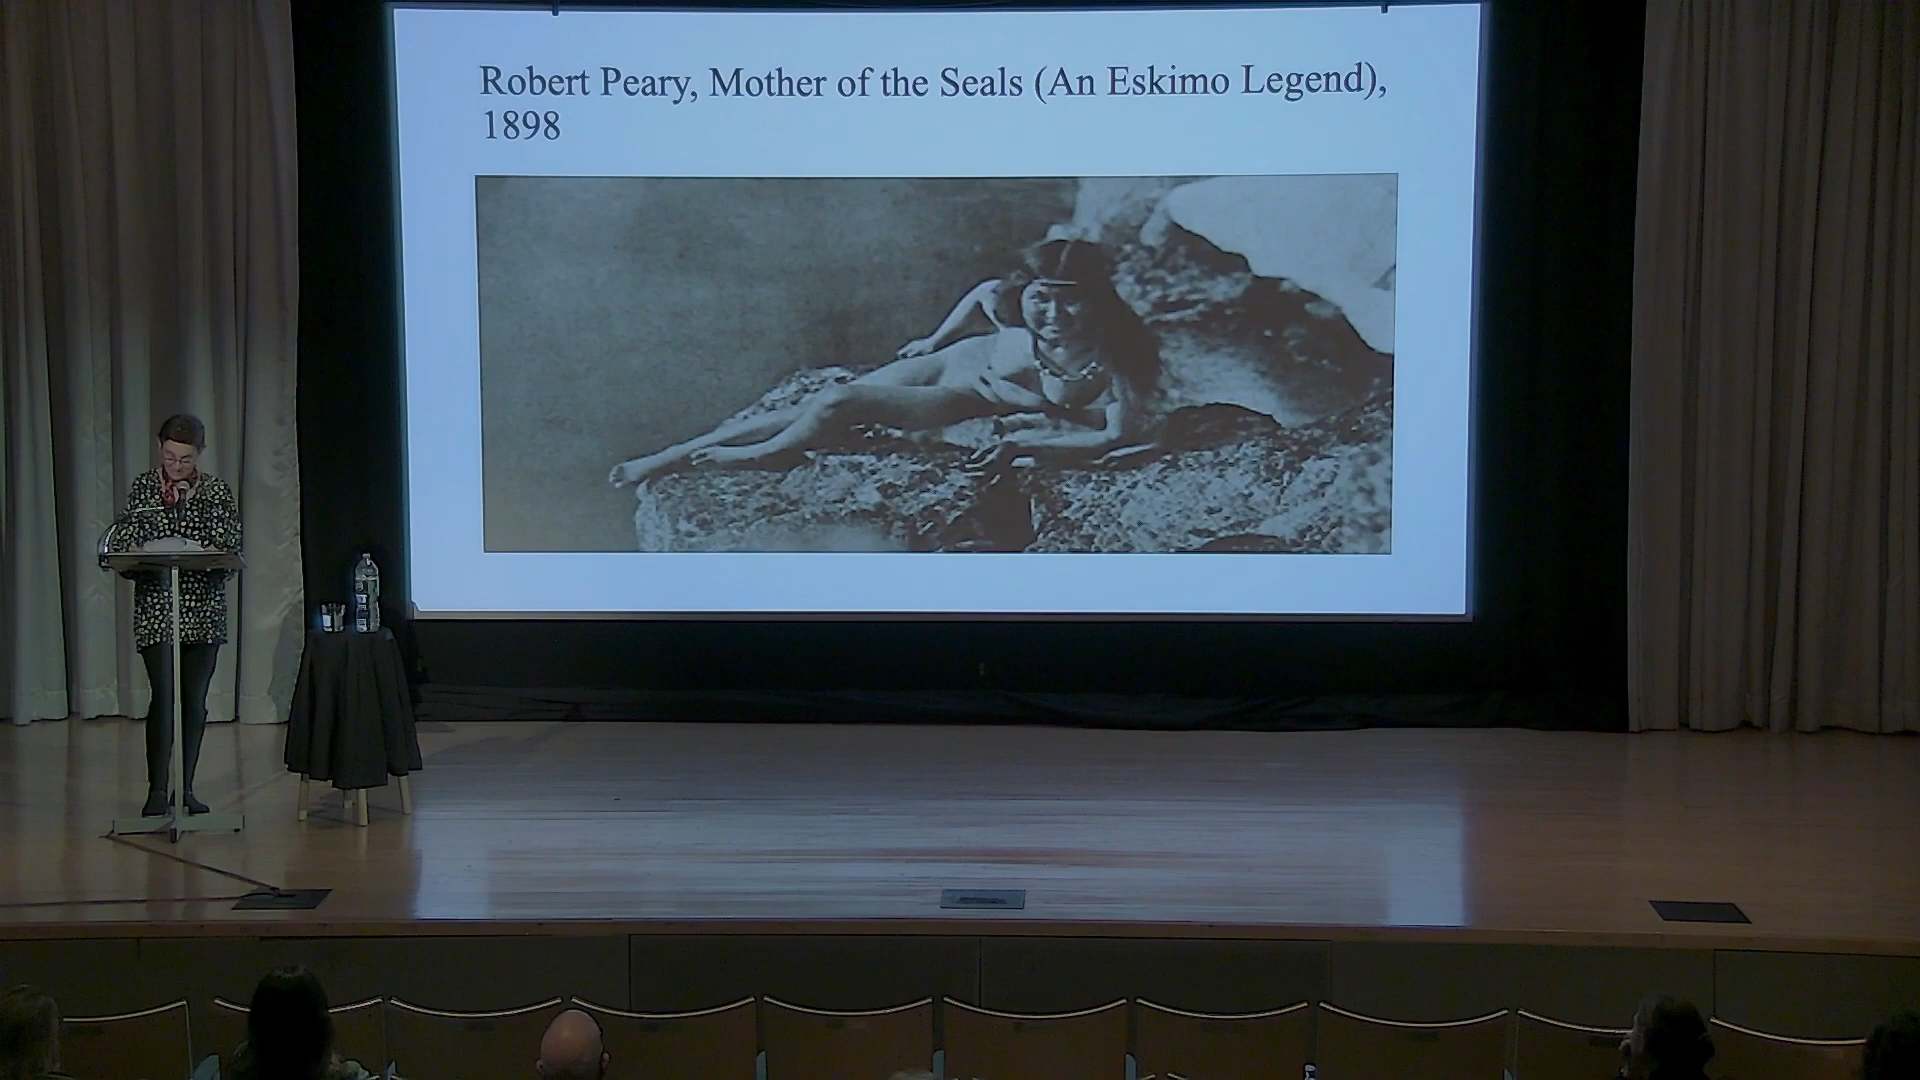 Robert Peary, Mother of the Seals (An Eskimo Legend),
1898